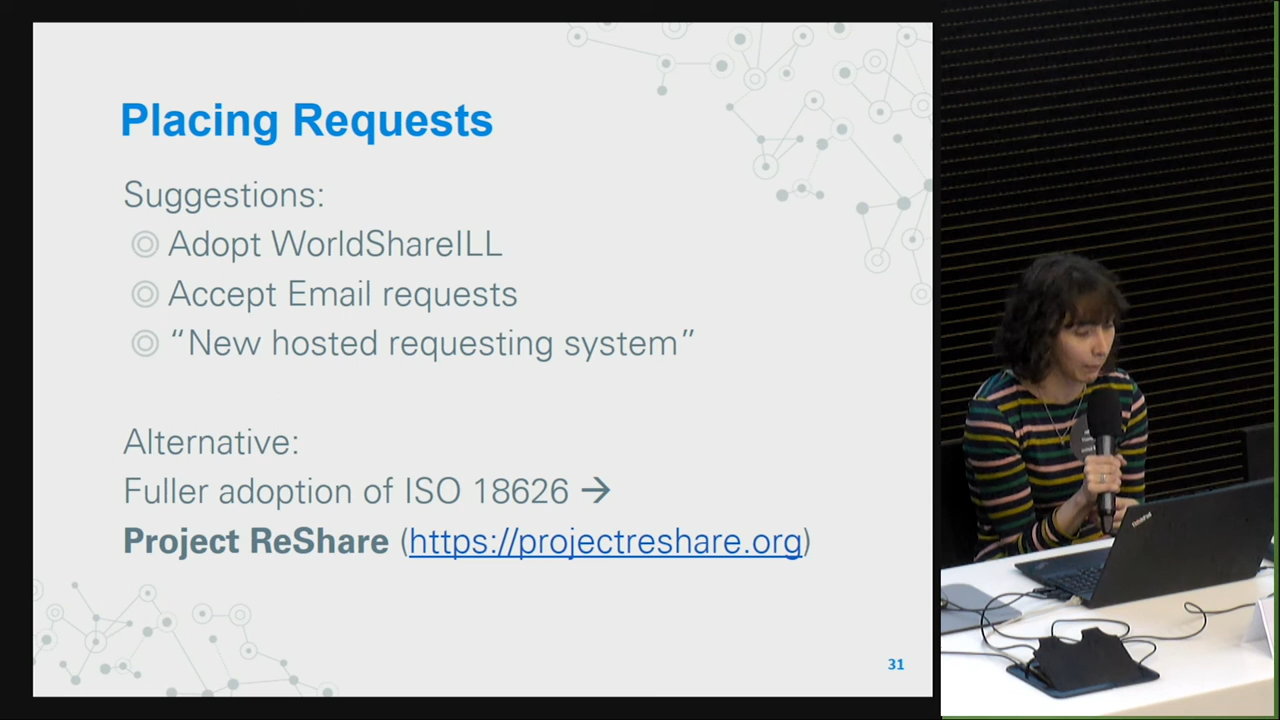 Placing Requests
Suggestions:
Adopt WorldShareILL
Accept Email requests
“New hosted requesting system”
Alternative:
Fuller adoption of ISO 18626 →
Project ReShare (https://projectreshare.org)
31
ThinkPad